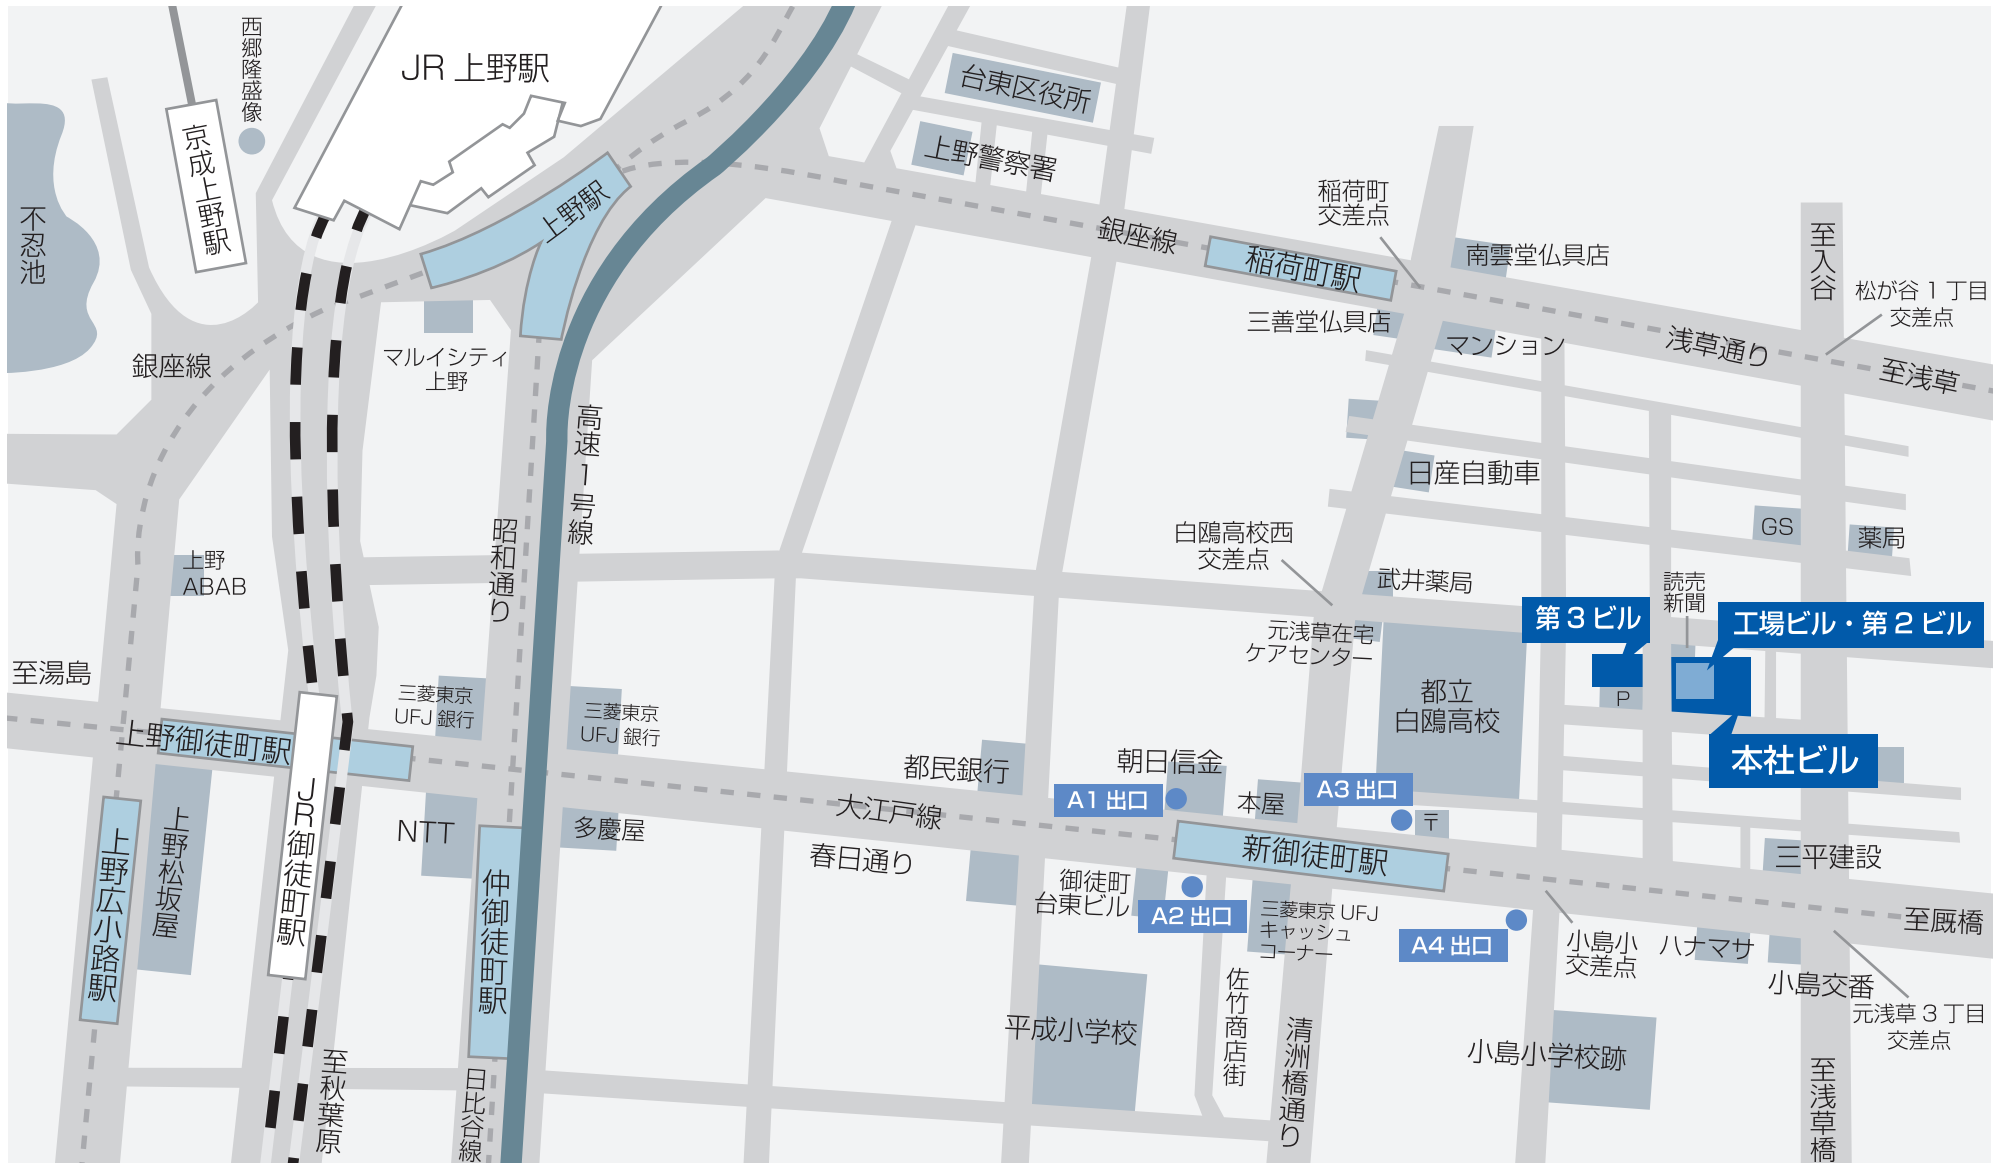 西郷隆盛像
JR 上野駅
京成上野駅
不忍池
上野駅
台東区役所
上野警察署
銀座線
稲荷町
交差点
稲荷町駅
南雲堂仏具店
至入谷
松が谷 1 丁目
交差点
三善堂仏具店
マンション
浅草通り
至浅草
銀座線
マルイシティ
上野
高速1号線
昭和通り
日産自動車
GS
薬局
白鴎高校西
交差点
武井薬局
読売
新聞
上野
ABAB
第 3 ビル
工場ビル・第 2 ビル
元浅草在宅
ケアセンター
都立
白鴎高校
P
本社ビル
至湯島
三菱東京
UFJ 銀行
三菱東京
UFJ 銀行
上野御徒町駅
都民銀行
朝日信金
A1 出口
本屋
A3 出口
〒
JR御徒町駅
大江戸線
NTT
多慶屋
春日通り
新御徒町駅
三平建設
上野広小路駅
上野松坂屋
仲御徒町駅
御徒町
台東ビル
A2 出口
三菱東京 UFJ
キャッシュ
コーナー
A4 出口
小島小
交差点
ハナマサ
至厩橋
小島交番
元浅草 3 丁目
交差点
佐竹商店街
平成小学校
清洲橋通り
小島小学校跡
至秋葉原
日比谷線
至浅草橋